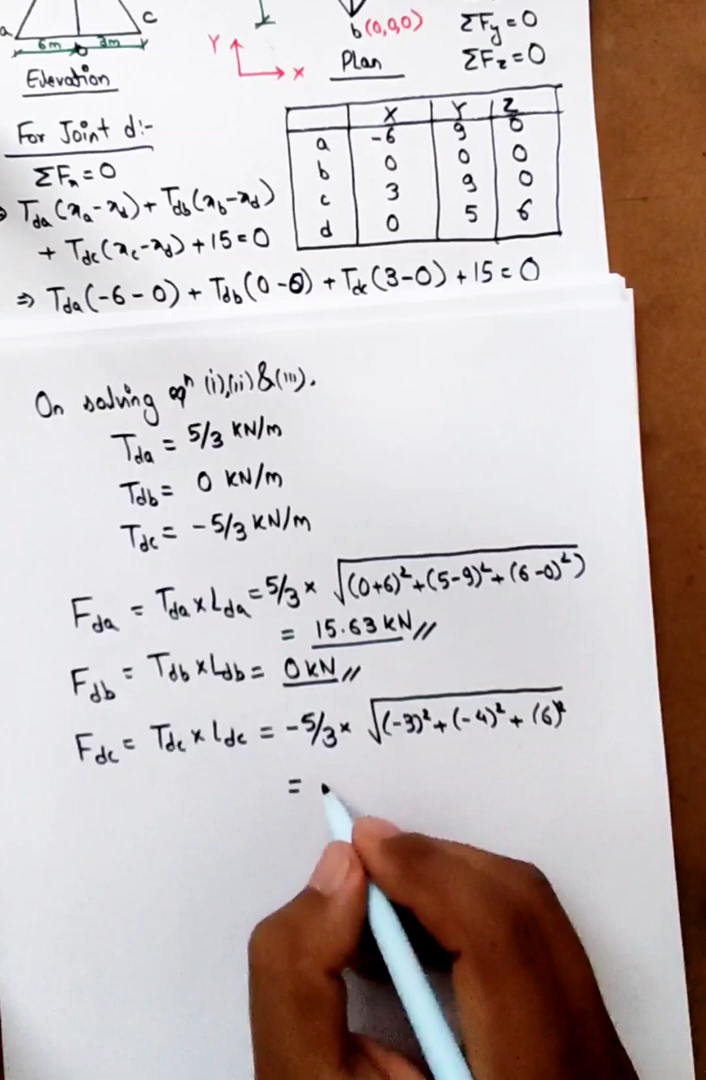 a
c
6m
3m
b
Elevation
Y
X
b(0,0,0)
Plan
ΣFy=0
ΣFz=0
For Joint d:-
ΣFx=0
⇒ Tda(xa-xd)+Tdb(xb-xd)
+ Tdc(xc-xd)+15=0
⇒ Tda(-6-0)+Tdb(0-0)+Tdc(3-0)+15=0
X Y Z
a -6 9 0
b 0 0 0
c 3 9 0
d 0 5 6
On solving eqⁿ (i),(ii)&(iii).
Tda = 5/3 KN/m
Tdb= 0 KN/m
Tdc= -5/3 KN/m
Fda = Tda×Lda=5/3× √(0+6)²+(5-9)²+(6-0)²)
= 15.63 KN//
Fdb= Tdb×Ldb= 0KN//
Fdc= Tdc×Ldc = -5/3× √(-3)²+(-4)²+(6)²
=